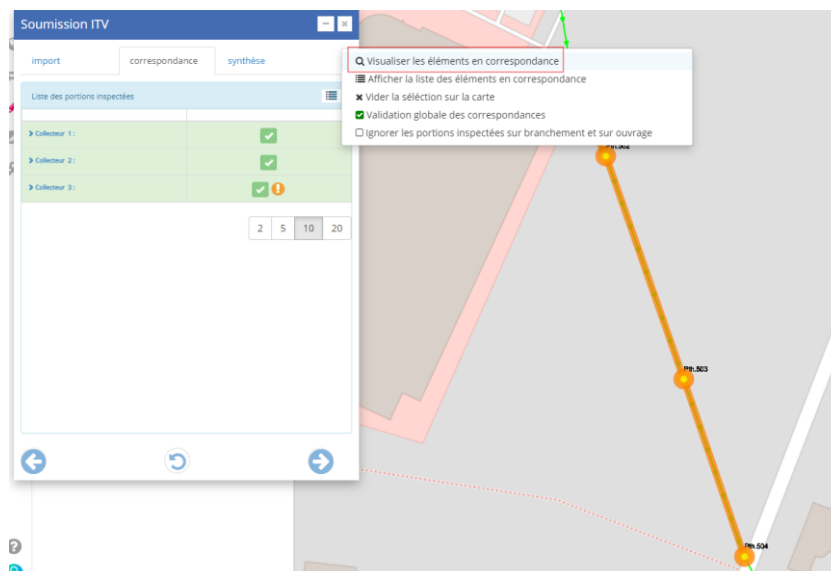 Soumission ITV
import
correspondance
synthèse
Liste des portions inspectées
Collecteur 1 :
Collecteur 2 :
Collecteur 3 :
2 5 10 20
Visualiser les éléments en correspondance
Afficher la liste des éléments en correspondance
Vider la séléction sur la carte
Validation globale des correspondances
Ignorer les portions inspectées sur branchement et sur ouvrage
Pth.502
Pth.503
Pth.504